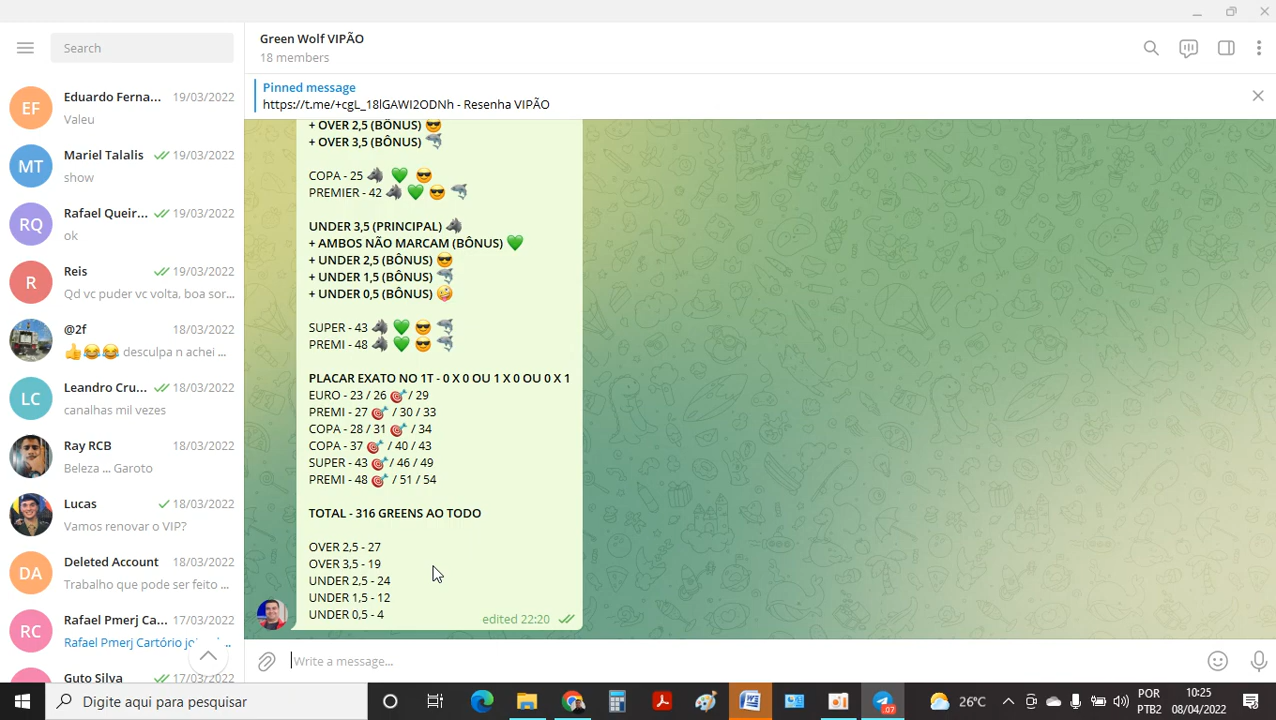 Search
Eduardo Ferna... 19/03/2022
Valeu
Mariel Talalis 19/03/2022
show
Rafael Queir... 19/03/2022
ok
Reis 19/03/2022
Qd vc puder vc volta, boa sor...
@2f 18/03/2022
desculpa n achei ...
Leandro Cru... 18/03/2022
canalhas mil vezes
Ray RCB 18/03/2022
Beleza ... Garoto
Lucas 18/03/2022
Vamos renovar o VIP?
Deleted Account 18/03/2022
Trabalho que pode ser feito ...
Rafael Pmerj Ca... 17/03/2022
Rafael Pmerj Cartório jo
Guto Silva 17/03/2022
EF
MT
RQ
R
LC
DA
RC
Green Wolf VIPÃO
18 members
Pinned message
https://t.me/+cgL_18lGAWI2ODNh - Resenha VIPÃO
+ OVER 2,5 (BÔNUS) 😎
+ OVER 3,5 (BÔNUS) 🦈
COPA - 25 🐺 💚 😎
PREMIER - 42 🐺 💚 😎 🦈
UNDER 3,5 (PRINCIPAL) 🐺
+ AMBOS NÃO MARCAM (BÔNUS) 💚
+ UNDER 2,5 (BÔNUS) 😎
+ UNDER 1,5 (BÔNUS) 🦈
+ UNDER 0,5 (BÔNUS) 🤪
SUPER - 43 🐺 💚 😎 🦈
PREMI - 48 🐺 💚 😎 🦈
PLACAR EXATO NO 1T - 0 X 0 OU 1 X 0 OU 0 X 1
EURO - 23 / 26 🎯 / 29
PREMI - 27 🎯 / 30 / 33
COPA - 28 / 31 🎯 / 34
COPA - 37 🎯 / 40 / 43
SUPER - 43 🎯 / 46 / 49
PREMI - 48 🎯 / 51 / 54
TOTAL - 316 GREENS AO TODO
OVER 2,5 - 27
OVER 3,5 - 19
UNDER 2,5 - 24
UNDER 1,5 - 12
UNDER 0,5 - 4
edited 22:20
Write a message...
Digite aqui para pesquisar
26°C
POR
PTB2
10:25
08/04/2022